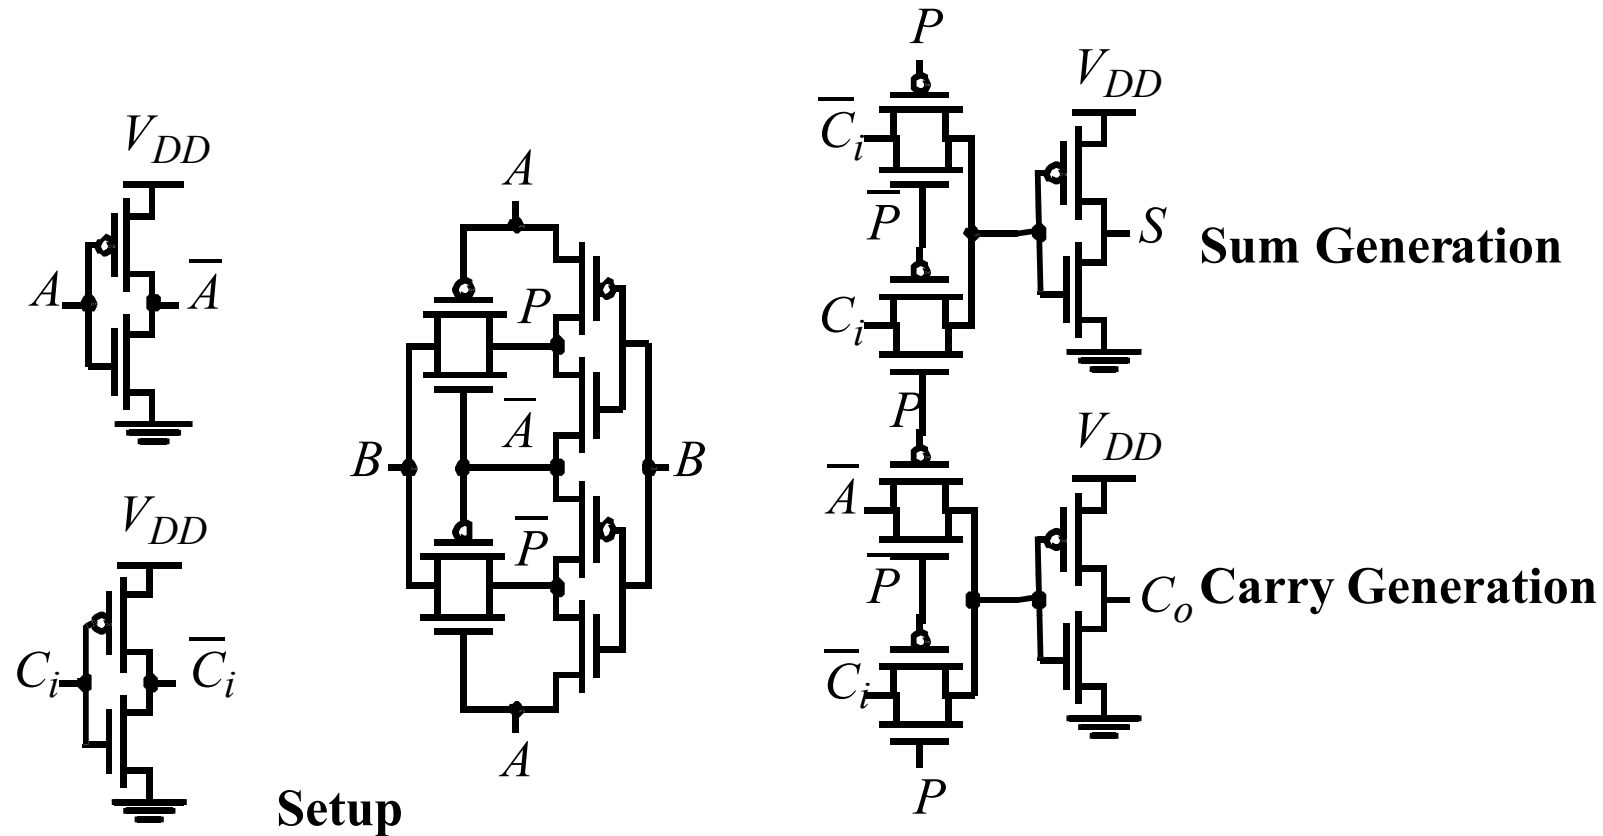 V_DD
A
A̅
V_DD
C_i
C̅_i
Setup
A
P
A̅
B
B
P̅
A
P
V_DD
C̅_i
P̅
S
Sum Generation
C_i
P
V_DD
A̅
P̅
C_o Carry Generation
C̅_i
P